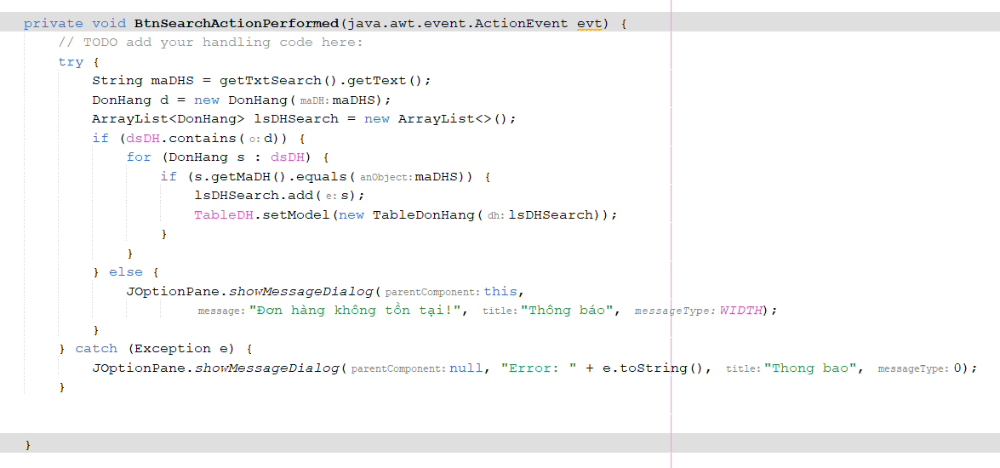 private void BtnSearchActionPerformed(java.awt.event.ActionEvent evt) {
// TODO add your handling code here:
try {
String maDHS = getTxtSearch().getText();
DonHang d = new DonHang( maDH: maDHS);
ArrayList<DonHang> lsDHSearch = new ArrayList<>();
if (dsDH.contains( o: d)) {
for (DonHang s : dsDH) {
if (s.getMaDH().equals( anObject: maDHS)) {
lsDHSearch.add( e: s);
TableDH.setModel(new TableDonHang( dh: lsDHSearch));
}
}
} else {
JOptionPane.showMessageDialog( parentComponent: this,
message: "Đơn hàng không tồn tại!", title: "Thông báo", messageType: WIDTH);
}
} catch (Exception e) {
JOptionPane.showMessageDialog( parentComponent: null, "Error: " + e.toString(), title: "Thong bao", messageType: 0);
}
}